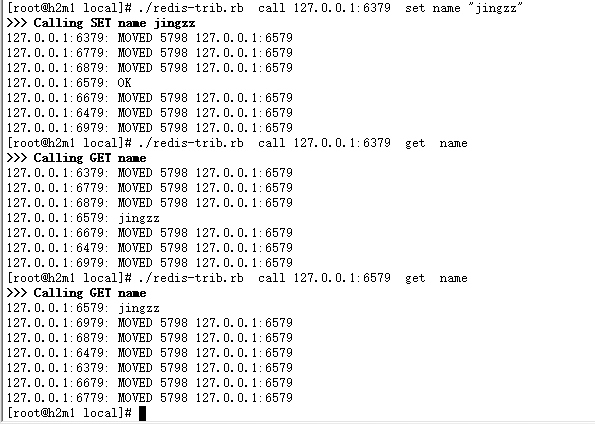 [root@h2m1 local]# ./redis-trib.rb  call 127.0.0.1:6379  set name "jingzz"
>>> Calling SET name jingzz
127.0.0.1:6379: MOVED 5798 127.0.0.1:6579
127.0.0.1:6779: MOVED 5798 127.0.0.1:6579
127.0.0.1:6879: MOVED 5798 127.0.0.1:6579
127.0.0.1:6579: OK
127.0.0.1:6679: MOVED 5798 127.0.0.1:6579
127.0.0.1:6479: MOVED 5798 127.0.0.1:6579
127.0.0.1:6979: MOVED 5798 127.0.0.1:6579
[root@h2m1 local]# ./redis-trib.rb  call 127.0.0.1:6379  get  name
>>> Calling GET name
127.0.0.1:6379: MOVED 5798 127.0.0.1:6579
127.0.0.1:6779: MOVED 5798 127.0.0.1:6579
127.0.0.1:6879: MOVED 5798 127.0.0.1:6579
127.0.0.1:6579: jingzz
127.0.0.1:6679: MOVED 5798 127.0.0.1:6579
127.0.0.1:6479: MOVED 5798 127.0.0.1:6579
127.0.0.1:6979: MOVED 5798 127.0.0.1:6579
[root@h2m1 local]# ./redis-trib.rb  call 127.0.0.1:6579  get  name
>>> Calling GET name
127.0.0.1:6579: jingzz
127.0.0.1:6979: MOVED 5798 127.0.0.1:6579
127.0.0.1:6879: MOVED 5798 127.0.0.1:6579
127.0.0.1:6479: MOVED 5798 127.0.0.1:6579
127.0.0.1:6379: MOVED 5798 127.0.0.1:6579
127.0.0.1:6779: MOVED 5798 127.0.0.1:6579
127.0.0.1:6679: MOVED 5798 127.0.0.1:6579
[root@h2m1 local]#